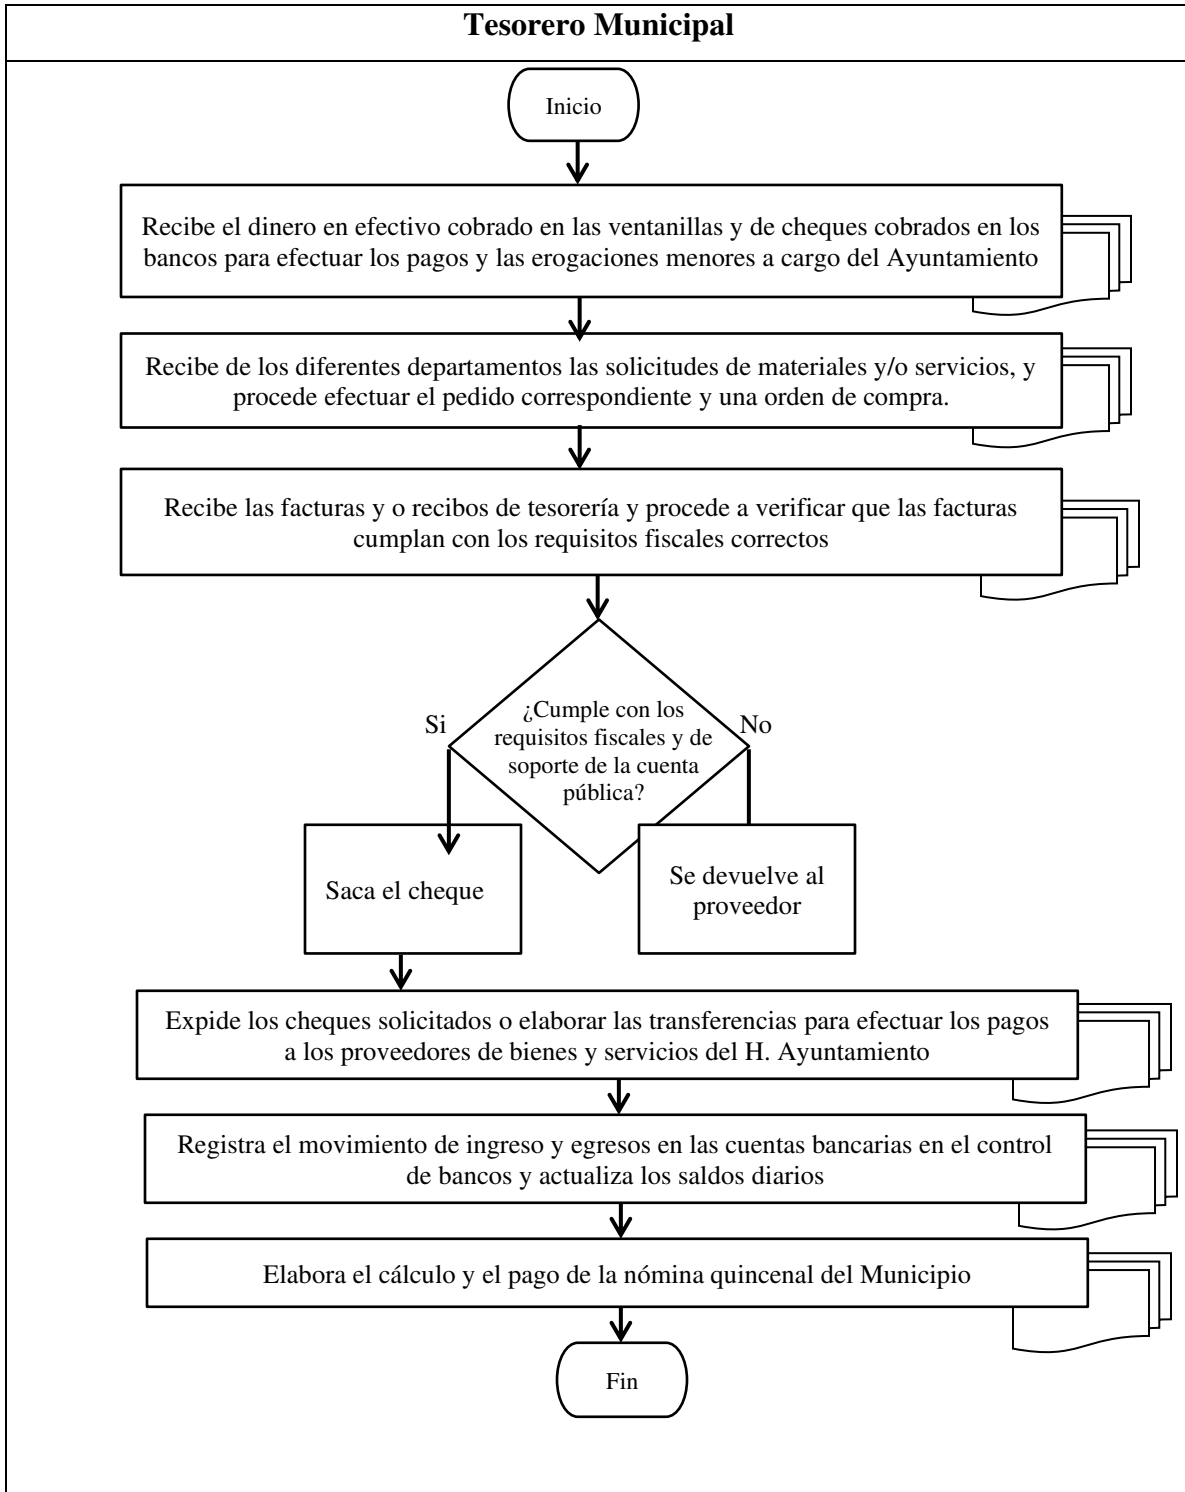 Tesorero Municipal
Inicio
Recibe el dinero en efectivo cobrado en las ventanillas y de cheques cobrados en los
bancos para efectuar los pagos y las erogaciones menores a cargo del Ayuntamiento
Recibe de los diferentes departamentos las solicitudes de materiales y/o servicios, y
procede efectuar el pedido correspondiente y una orden de compra.
Recibe las facturas y o recibos de tesorería y procede a verificar que las facturas
cumplan con los requisitos fiscales correctos
Si
¿Cumple con los
requisitos fiscales y de
soporte de la cuenta
pública?
No
Saca el cheque
Se devuelve al
proveedor
Expide los cheques solicitados o elaborar las transferencias para efectuar los pagos
a los proveedores de bienes y servicios del H. Ayuntamiento
Registra el movimiento de ingreso y egresos en las cuentas bancarias en el control
de bancos y actualiza los saldos diarios
Elabora el cálculo y el pago de la nómina quincenal del Municipio
Fin